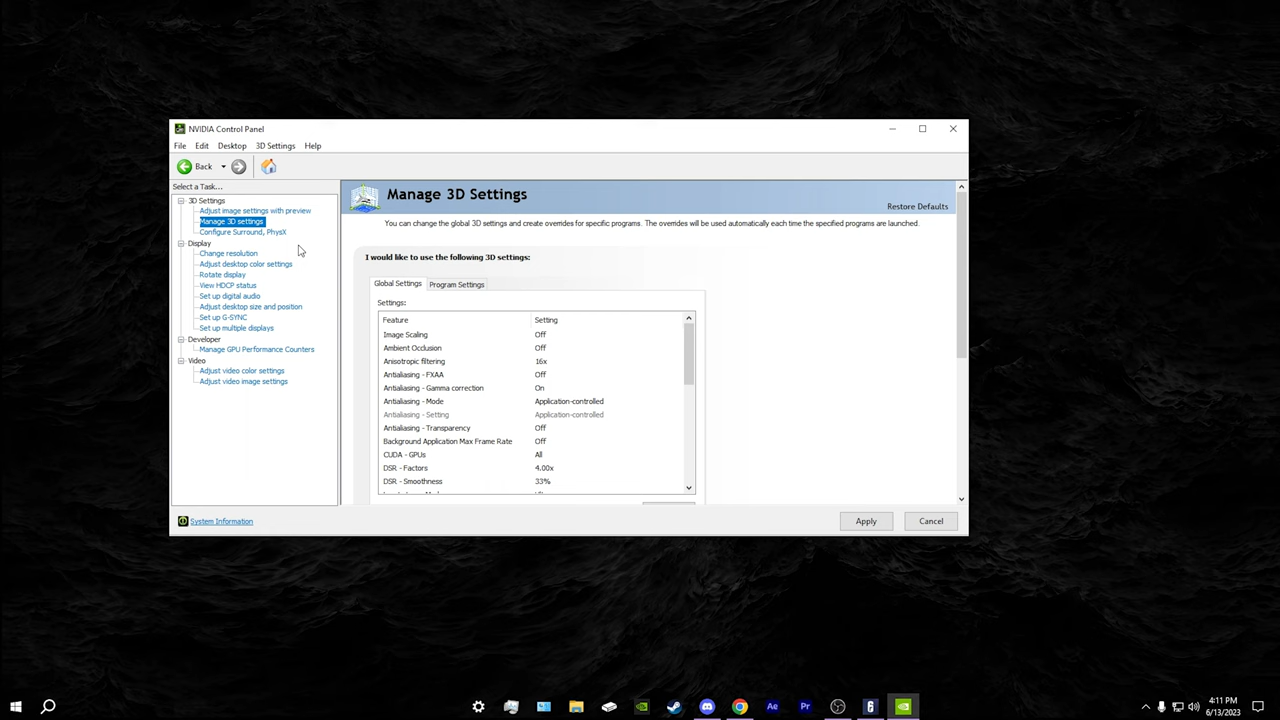 NVIDIA Control Panel
File Edit Desktop 3D Settings Help
Back
Select a Task...
3D Settings
Adjust image settings with preview
Manage 3D settings
Configure Surround, PhysX
Display
Change resolution
Adjust desktop color settings
Rotate display
View HDCP status
Set up digital audio
Adjust desktop size and position
Set up G-SYNC
Set up multiple displays
Developer
Manage GPU Performance Counters
Video
Adjust video color settings
Adjust video image settings
System Information
Manage 3D Settings
Restore Defaults
You can change the global 3D settings and create overrides for specific programs. The overrides will be used automatically each time the specified programs are launched.
I would like to use the following 3D settings:
Global Settings Program Settings
Settings:
Feature Setting
Image Scaling Off
Ambient Occlusion Off
Anisotropic filtering 16x
Antialiasing - FXAA Off
Antialiasing - Gamma correction On
Antialiasing - Mode Application-controlled
Antialiasing - Setting Application-controlled
Antialiasing - Transparency Off
Background Application Max Frame Rate Off
CUDA - GPUs All
DSR - Factors 4.00x
DSR - Smoothness 33%
Apply Cancel
Ae Pr 6
4:11 PM
6/13/2023